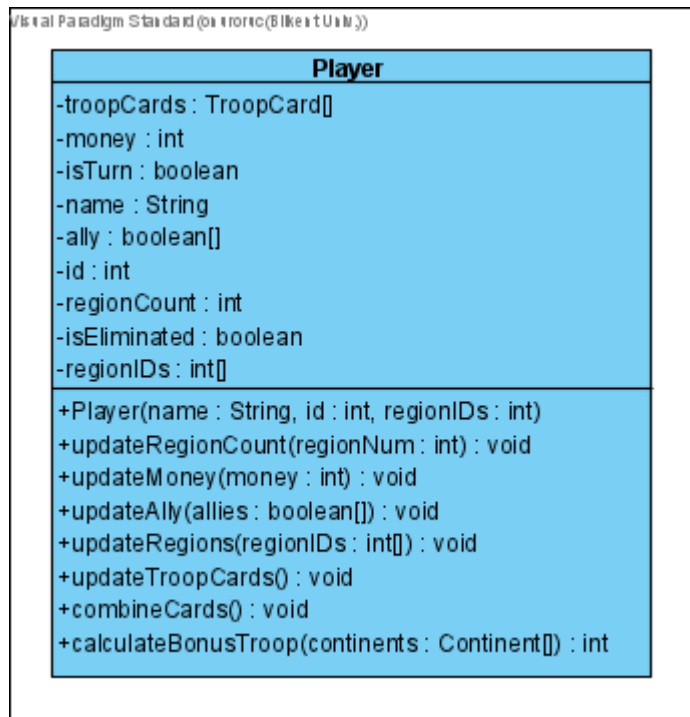 Visual Paradigm Standard (Bilkent Univ.))
Player
-troopCards : TroopCard[]
-money : int
-isTurn : boolean
-name : String
-ally : boolean[]
-id : int
-regionCount : int
-isEliminated : boolean
-regionIDs : int[]
+Player(name : String, id : int, regionIDs : int)
+updateRegionCount(regionNum : int) : void
+updateMoney(money : int) : void
+updateAlly(allies : boolean[]) : void
+updateRegions(regionIDs : int[]) : void
+updateTroopCards() : void
+combineCards() : void
+calculateBonusTroop(continents : Continent[]) : int